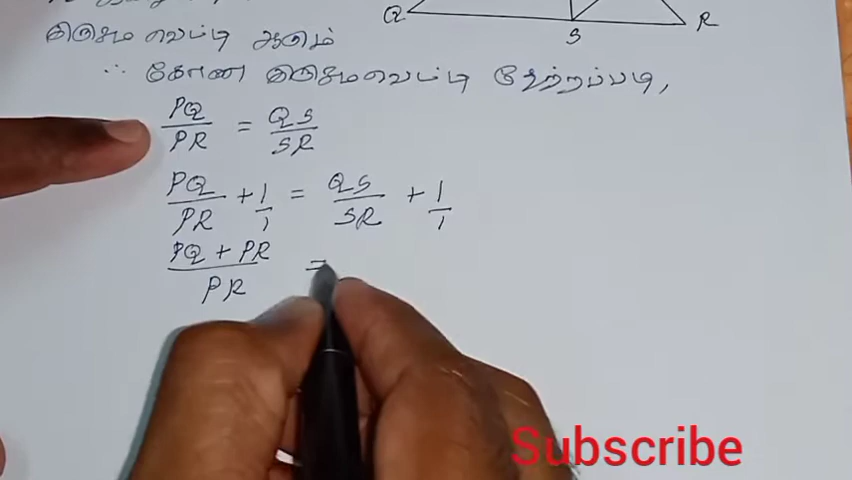 Q S R
இருசம வெட்டி ஆகும்
∴ கோண இருசமவெட்டி தேற்றப்படி,
PQ/PR = QS/SR
PQ/PR + 1/1 = QS/SR + 1/1
PQ + PR/PR =
Subscribe